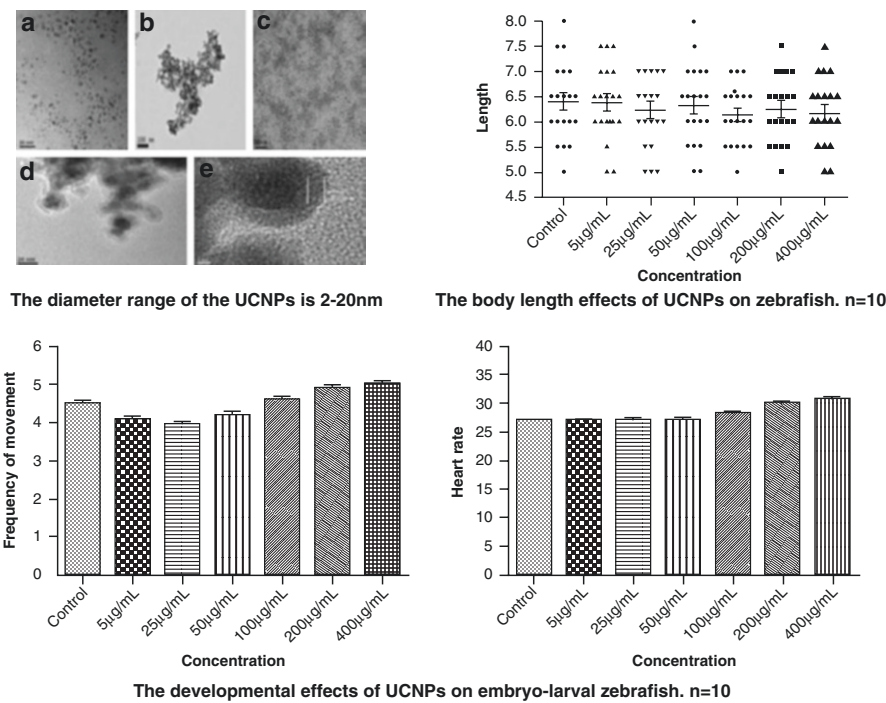 a
b
c
d
e
The diameter range of the UCNPs is 2-20nm
8.0
7.5
7.0
6.5
6.0
5.5
5.0
4.5
Length
Control
5µg/mL
25µg/mL
50µg/mL
100µg/mL
200µg/mL
400µg/mL
Concentration
The body length effects of UCNPs on zebrafish. n=10
6
5
4
3
2
1
0
Frequency of movement
Control
5µg/mL
25µg/mL
50µg/mL
100µg/mL
200µg/mL
400µg/mL
Concentration
40
35
30
25
20
15
10
5
0
Heart rate
Control
5µg/mL
25µg/mL
50µg/mL
100µg/mL
200µg/mL
400µg/mL
Concentration
The developmental effects of UCNPs on embryo-larval zebrafish. n=10